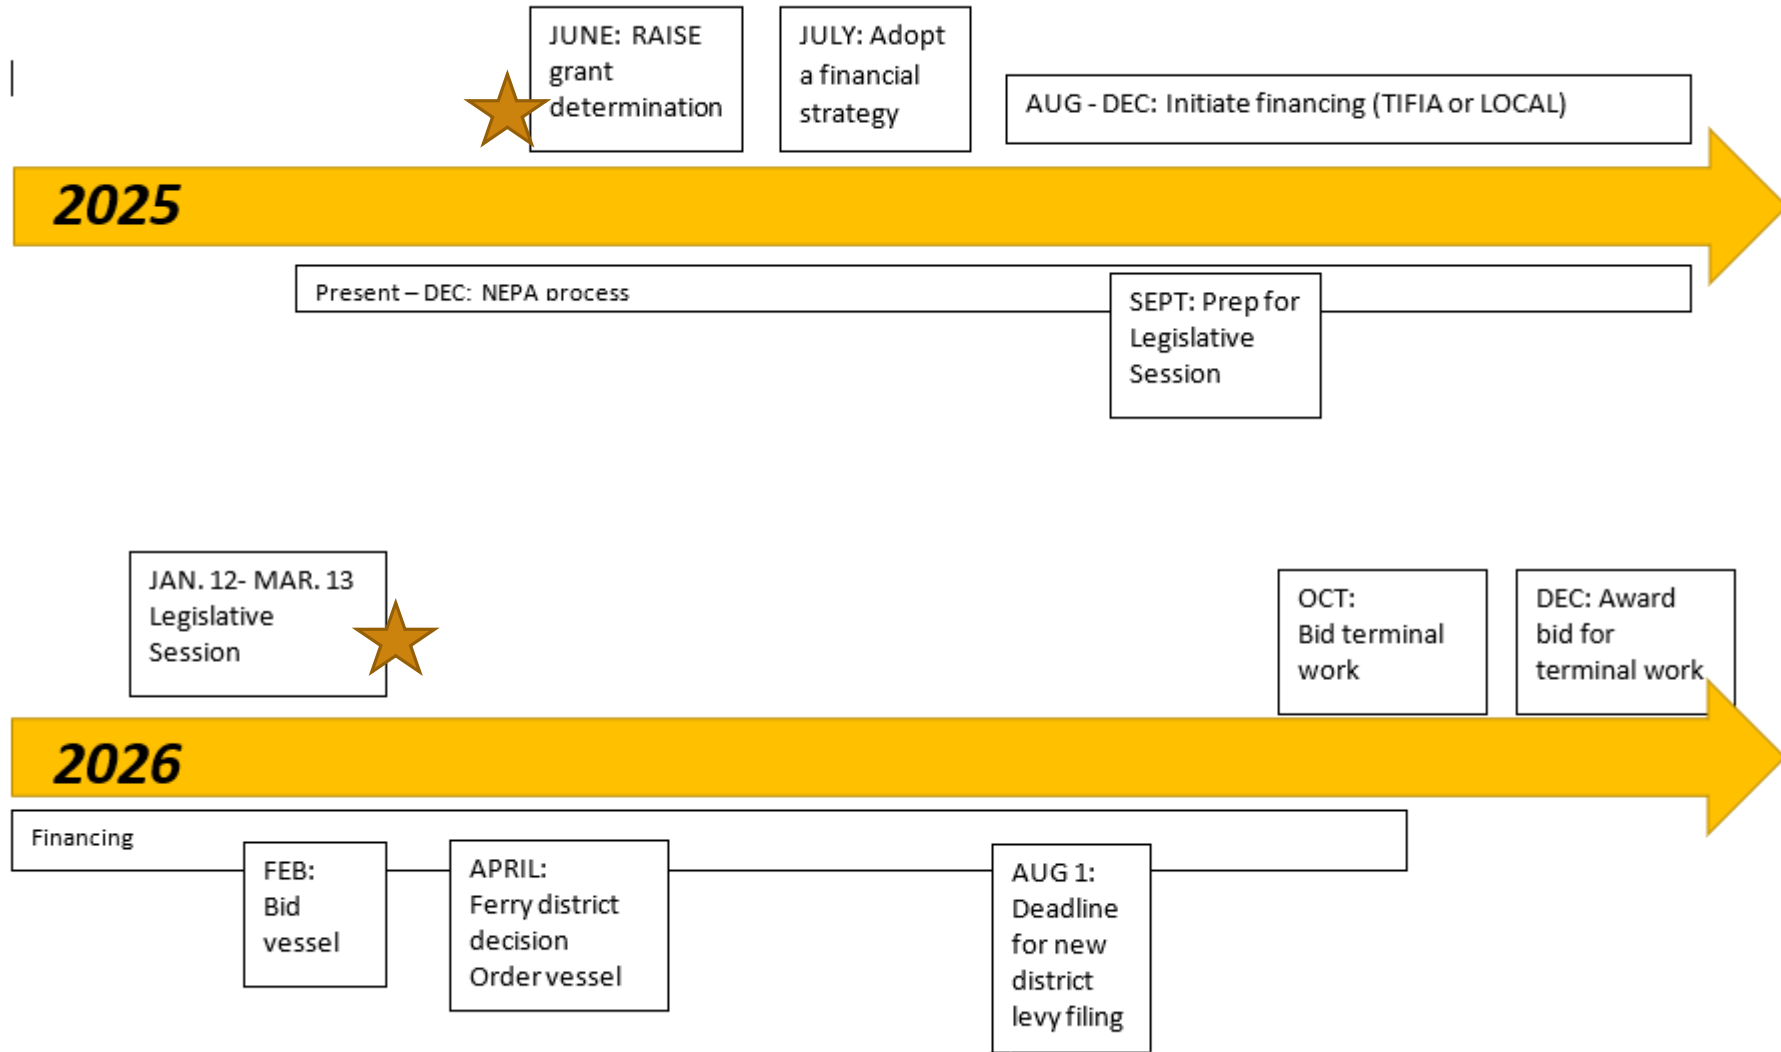 JUNE: RAISE
grant
determination
JULY: Adopt
a financial
strategy
AUG - DEC: Initiate financing (TIFIA or LOCAL)
2025
Present – DEC: NEPA process
SEPT: Prep for
Legislative
Session
JAN. 12- MAR. 13
Legislative
Session
OCT:
Bid terminal
work
DEC: Award
bid for
terminal work
2026
Financing
FEB:
Bid
vessel
APRIL:
Ferry district
decision
Order vessel
AUG 1:
Deadline
for new
district
levy filing